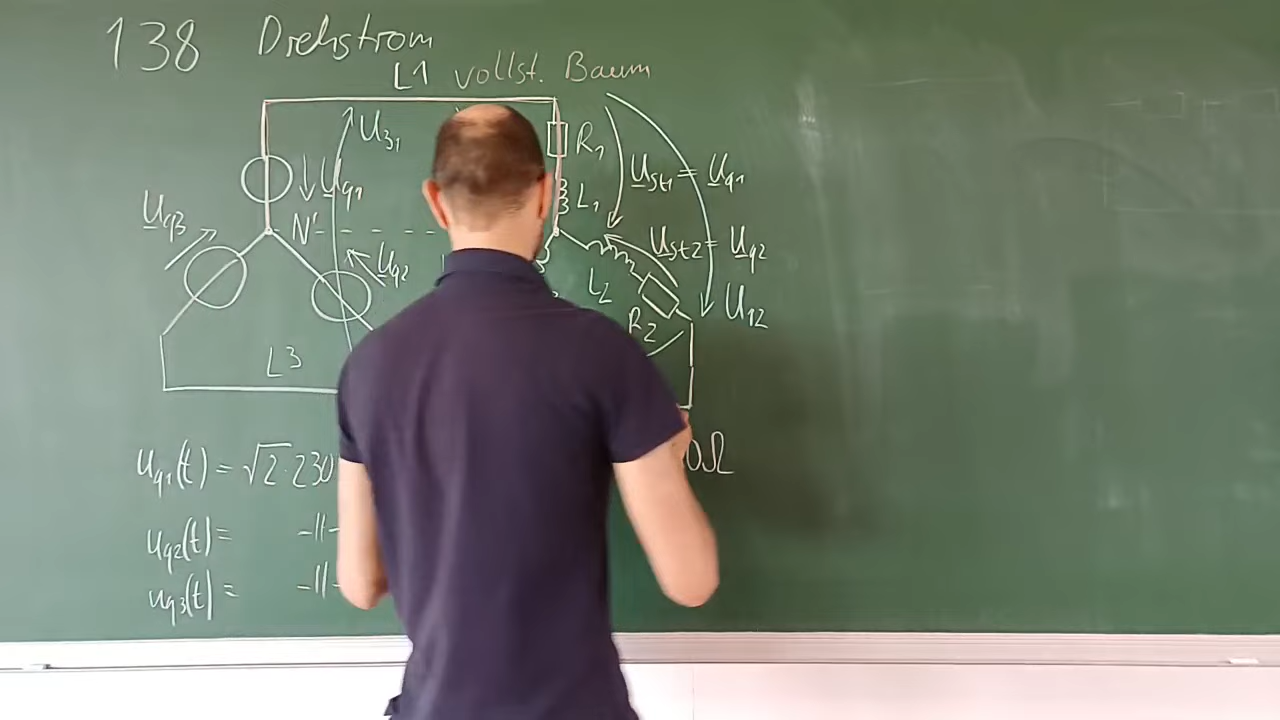 138 Drehstrom
L1 vollst. Baum
U31
R1
Ust1 = Uq1
Uq1
L1
Uq3
N'
Ust2 = Uq2
Uq2
L2
U12
R2
L3
uq1(t) = √2·230
0Ω
uq2(t) = -||-
uq3(t) = -||-